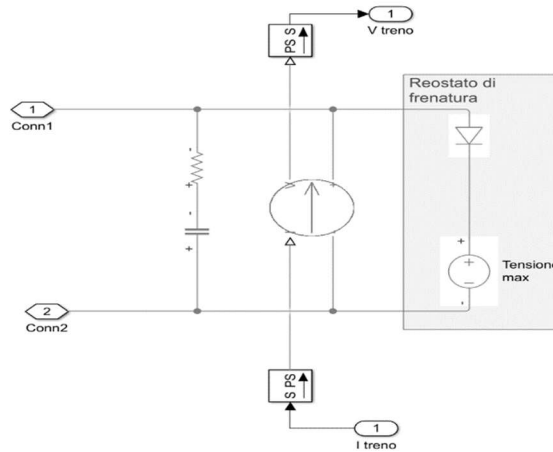 1
V treno
PS S
Reostato di
frenatura
1
Conn1
Tensione
max
2
Conn2
S PS
1
I treno